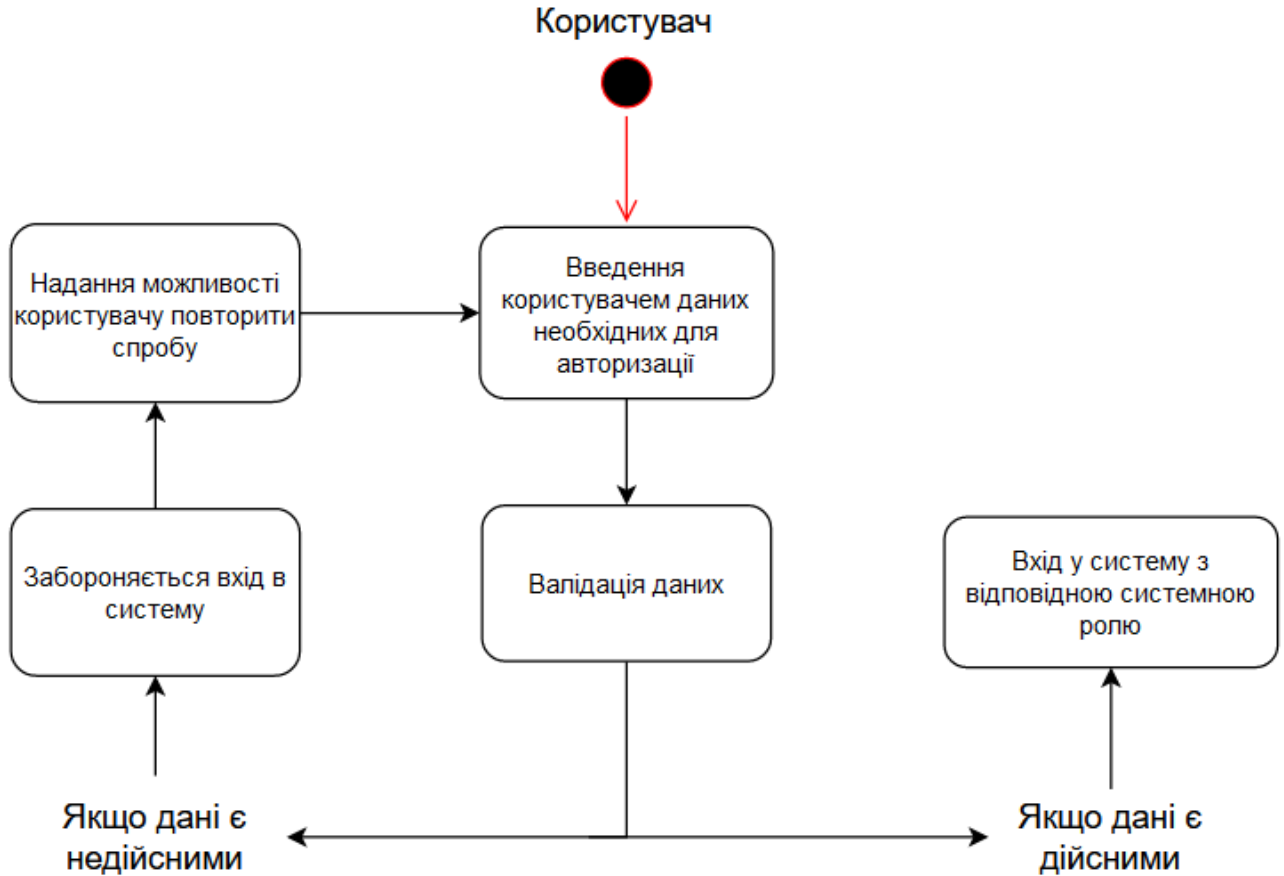 Користувач
Надання можливості
користувачу повторити
спробу
Введення
користувачем даних
необхідних для
авторизації
Забороняється вхід в
систему
Валідація даних
Вхід у систему з
відповідною системною
ролю
Якщо дані є
недійсними
Якщо дані є
дійсними